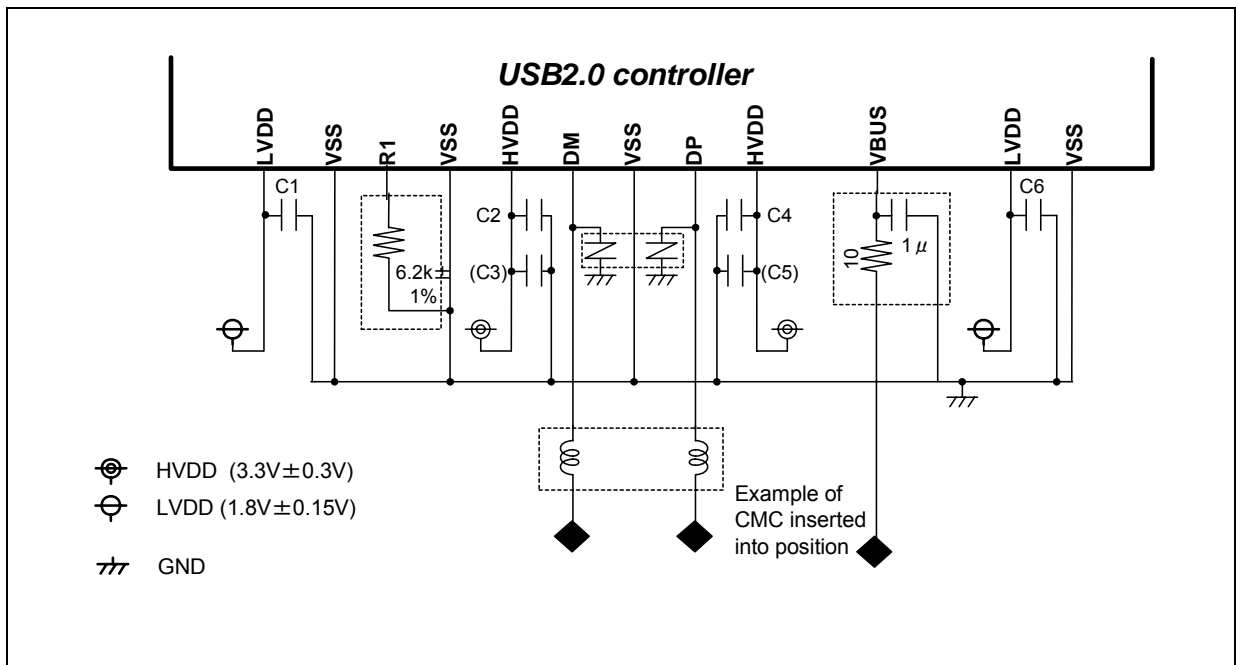 USB2.0 controller
LVDD
VSS
R1
VSS
HVDD
DM
VSS
DP
HVDD
VBUS
LVDD
VSS
C1
C2
C4
C6
6.2k±
1%
(C3)
(C5)
10
1μ
HVDD (3.3V±0.3V)
LVDD (1.8V±0.15V)
GND
Example of
CMC inserted
into position